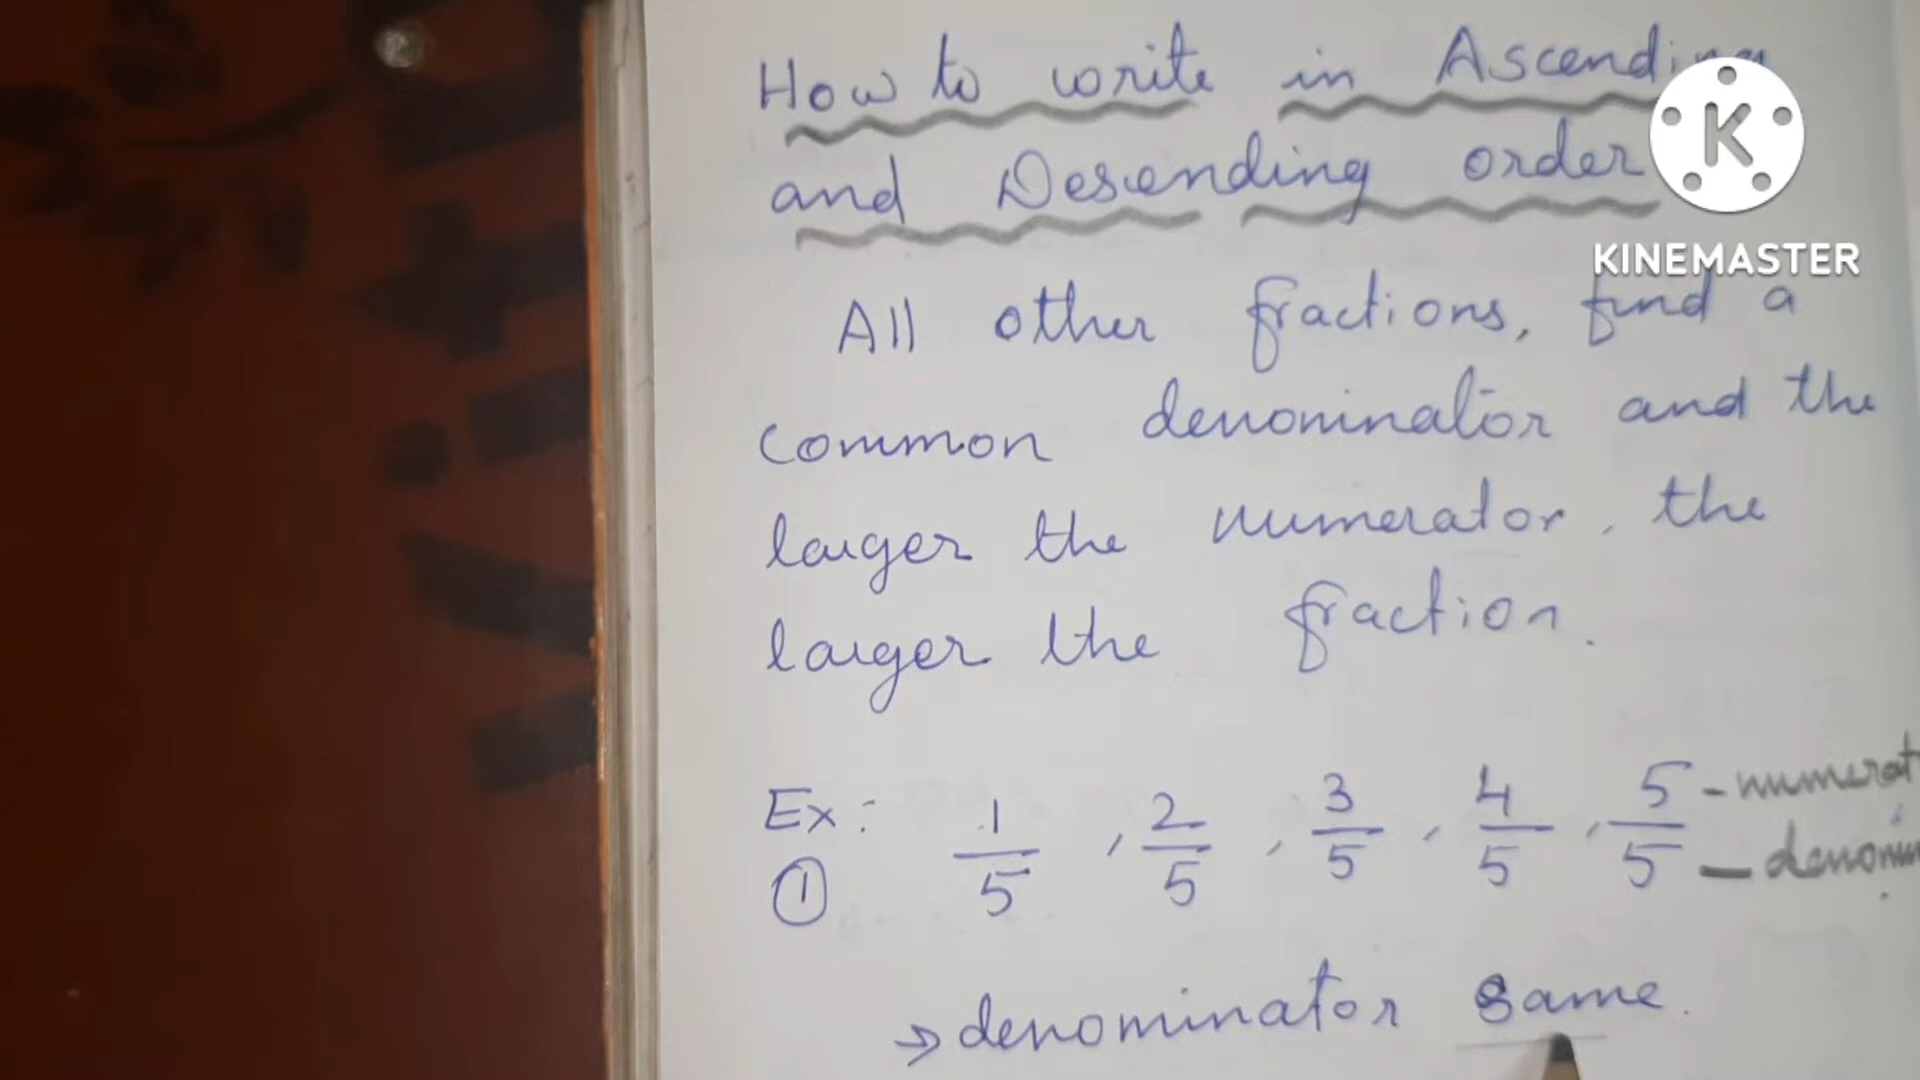 How to write in Ascending
and Descending order
K
KINEMASTER
All other fractions, find a
common denominator and the
larger the numerator, the
larger the fraction.
Ex: 1/5 , 2/5 , 3/5 , 4/5 , 5/5 - numerat
① — denomin
→ denominator same.